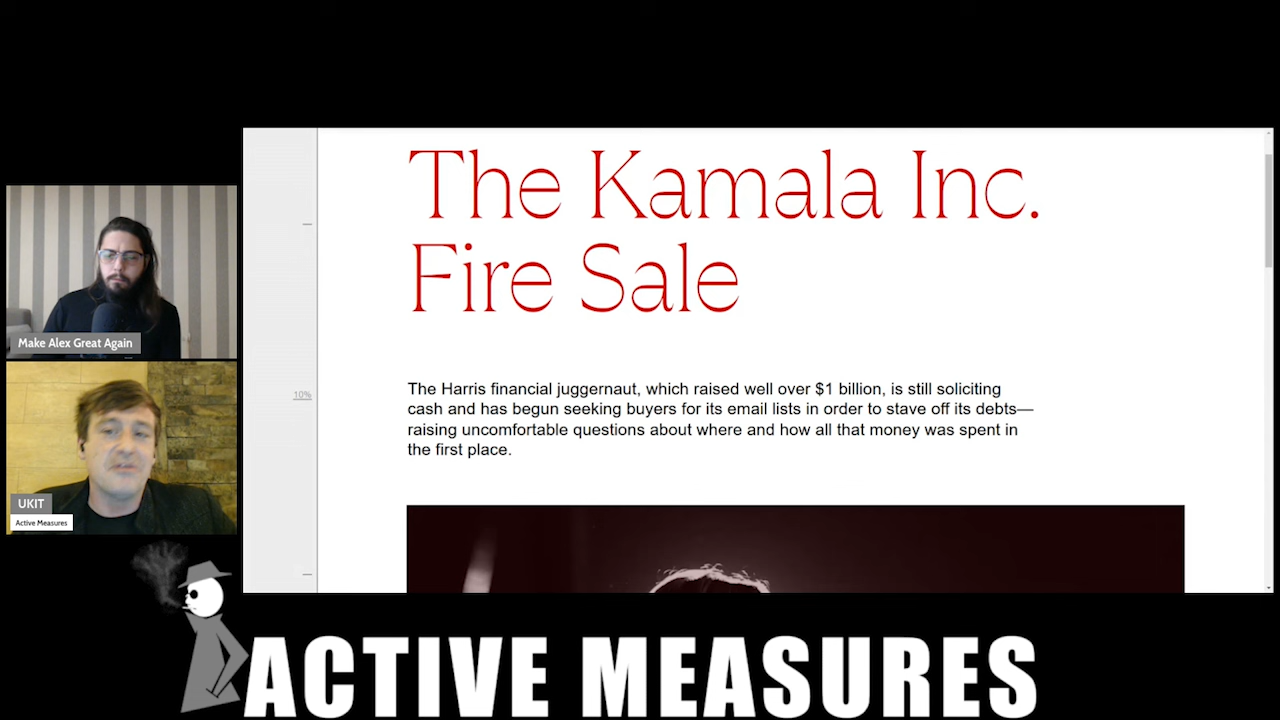 The Kamala Inc.
Fire Sale
The Harris financial juggernaut, which raised well over $1 billion, is still soliciting
cash and has begun seeking buyers for its email lists in order to stave off its debts—
raising uncomfortable questions about where and how all that money was spent in
the first place.
10%
Make Alex Great Again
UKIT
Active Measures
ACTIVE MEASURES